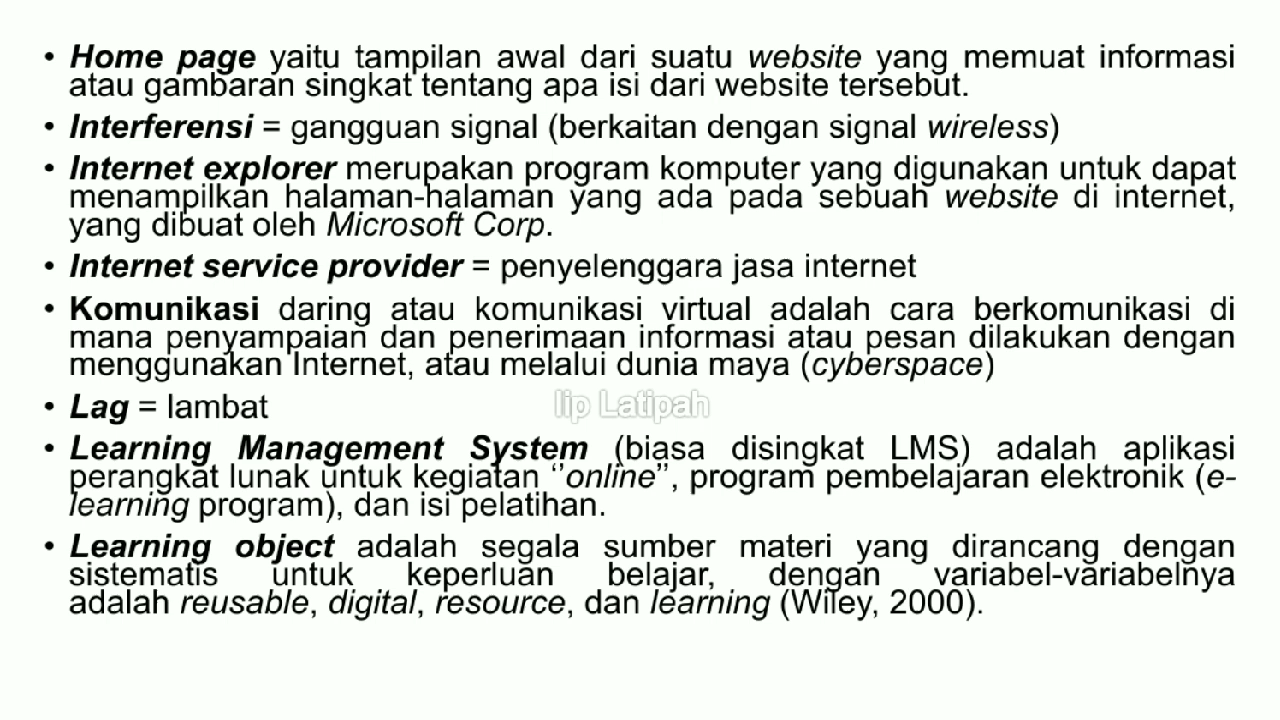 • Home page yaitu tampilan awal dari suatu website yang memuat informasi
atau gambaran singkat tentang apa isi dari website tersebut.
• Interferensi = gangguan signal (berkaitan dengan signal wireless)
• Internet explorer merupakan program komputer yang digunakan untuk dapat
menampilkan halaman-halaman yang ada pada sebuah website di internet,
yang dibuat oleh Microsoft Corp.
• Internet service provider = penyelenggara jasa internet
• Komunikasi daring atau komunikasi virtual adalah cara berkomunikasi di
mana penyampaian dan penerimaan informasi atau pesan dilakukan dengan
menggunakan Internet, atau melalui dunia maya (cyberspace)
Iip Latipah
• Lag = lambat
• Learning Management System (biasa disingkat LMS) adalah aplikasi
perangkat lunak untuk kegiatan ‘’online’’, program pembelajaran elektronik (e-
learning program), dan isi pelatihan.
• Learning object adalah segala sumber materi yang dirancang dengan
sistematis untuk keperluan belajar, dengan variabel-variabelnya
adalah reusable, digital, resource, dan learning (Wiley, 2000).